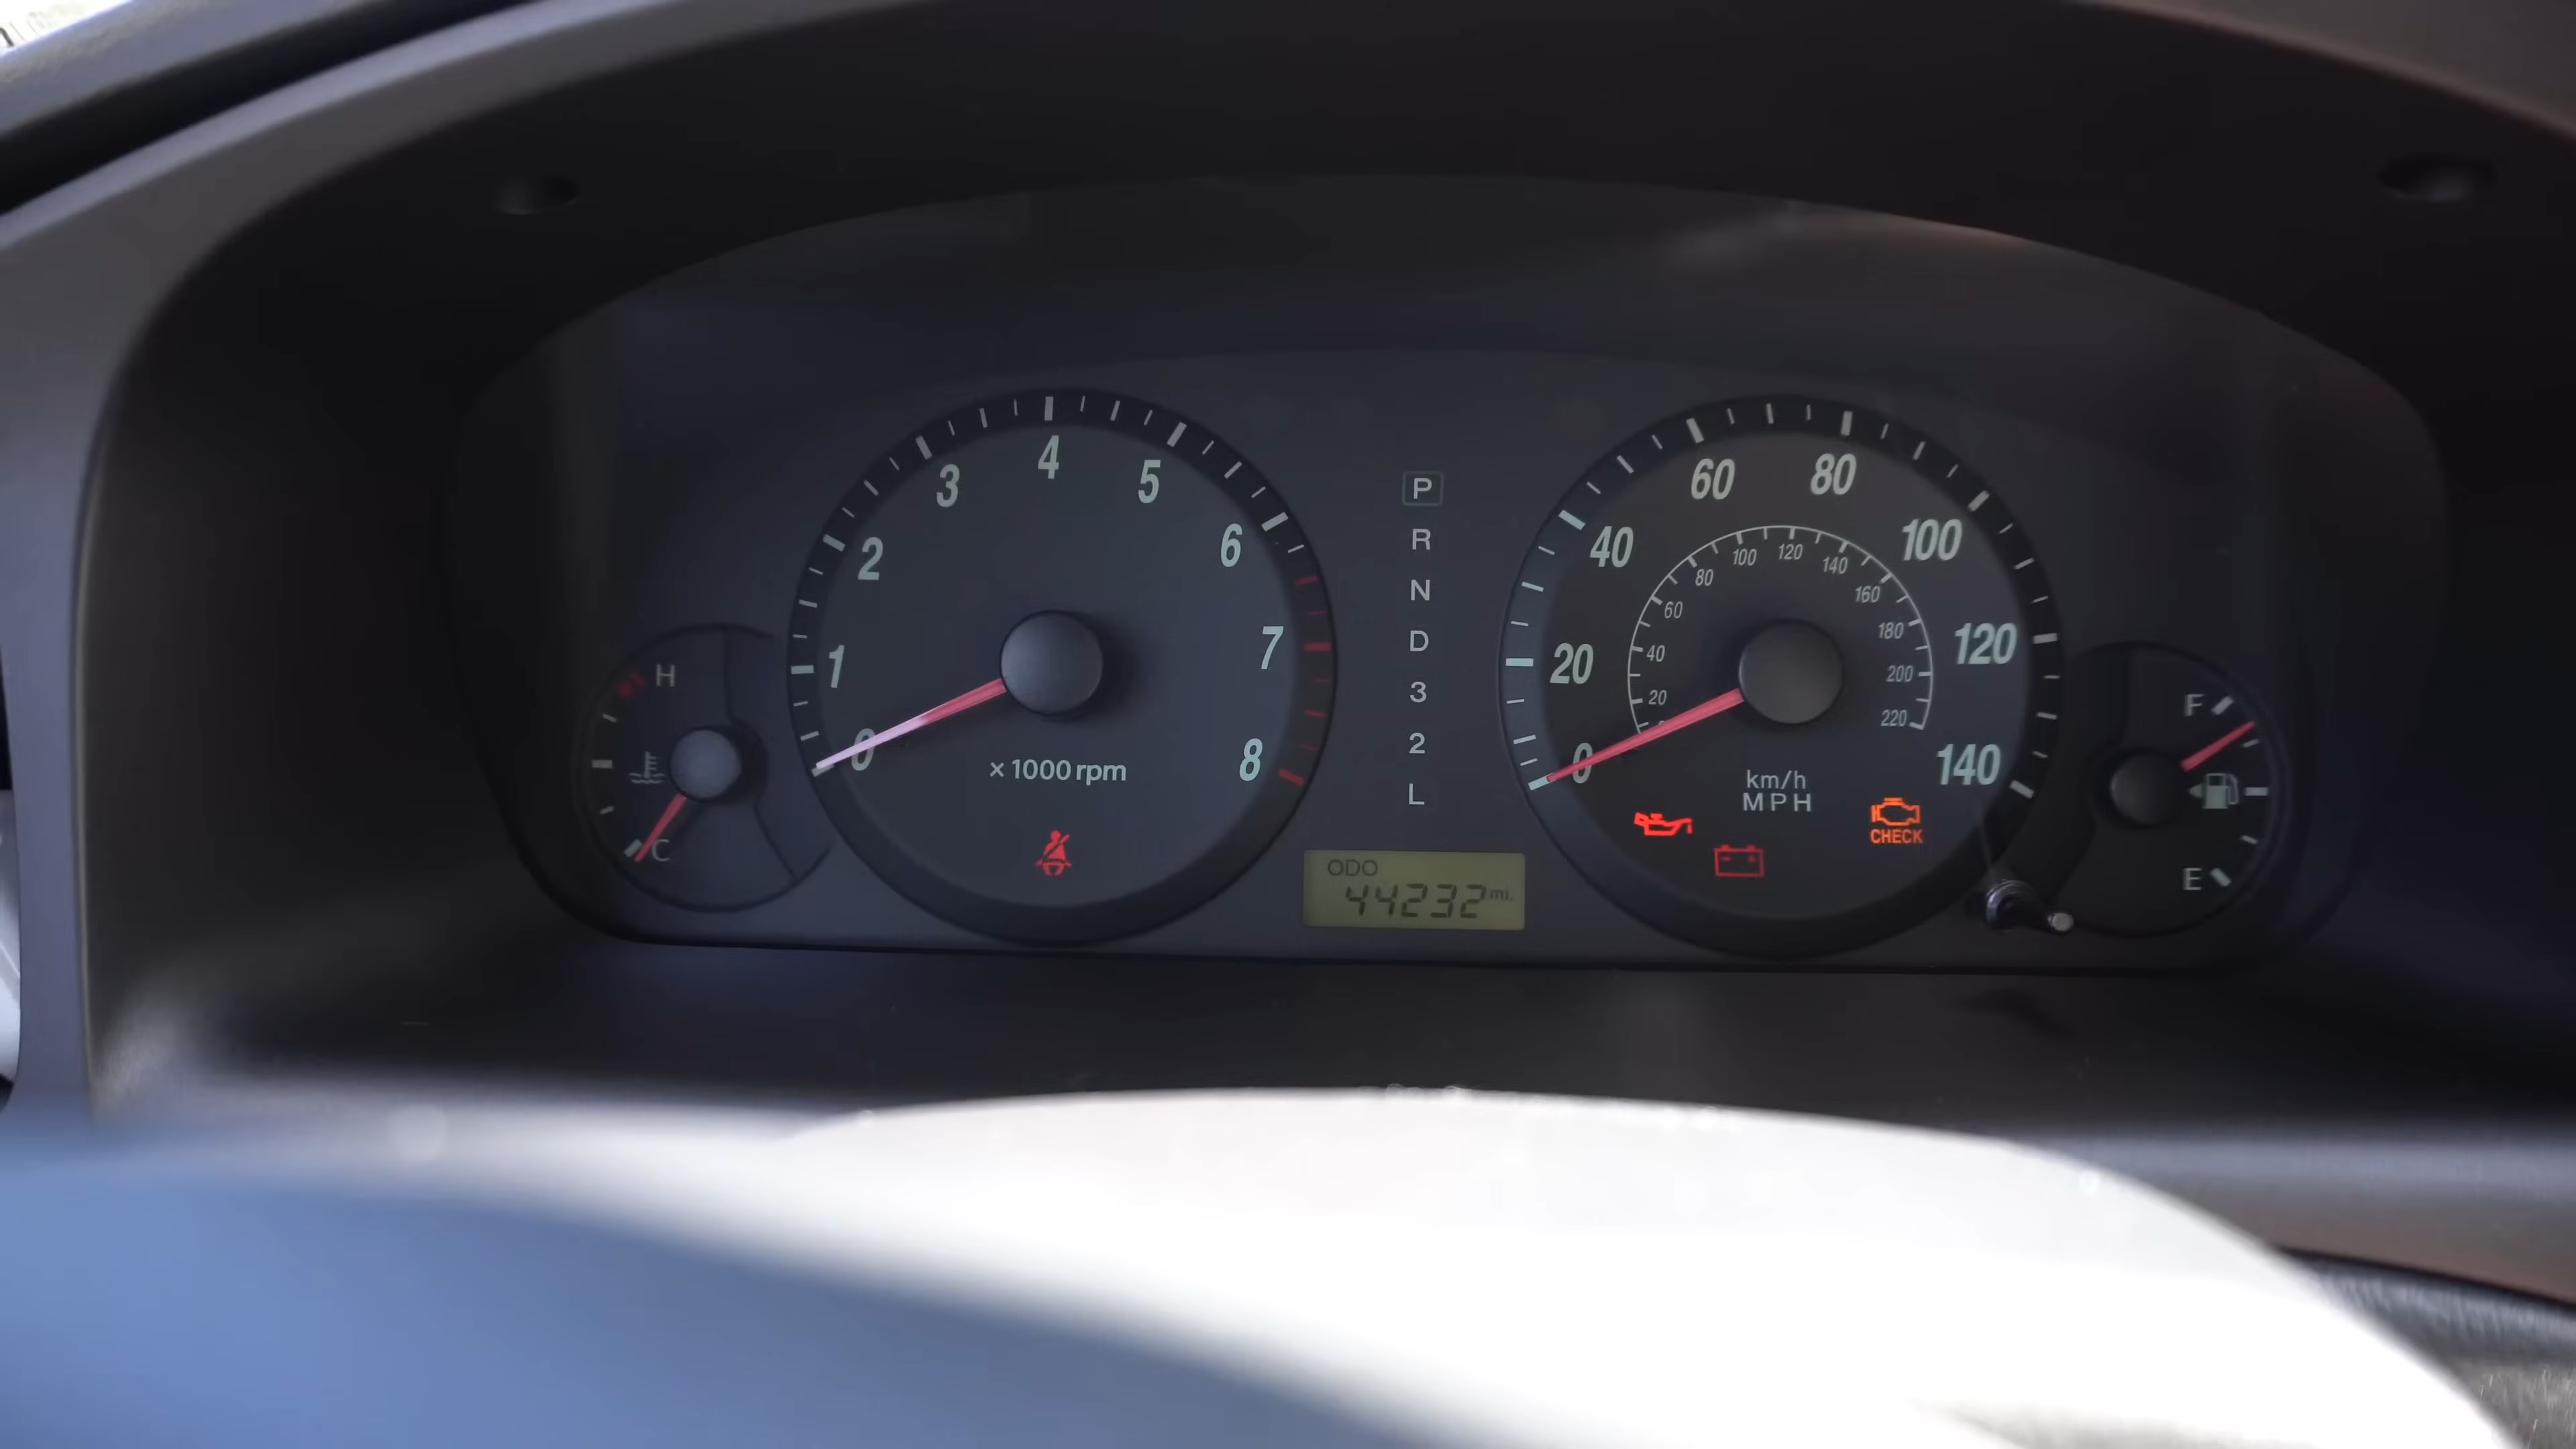 3 4 5
2 6
1 7
0 8
× 1000 rpm
H
C
P
R
N
D
3
2
L
ODO
44232 mi.
60 80
40 100
20 120
0 140
100 120 140
80 160
60 180
40 200
20 220
km/h
MPH
CHECK
F
E